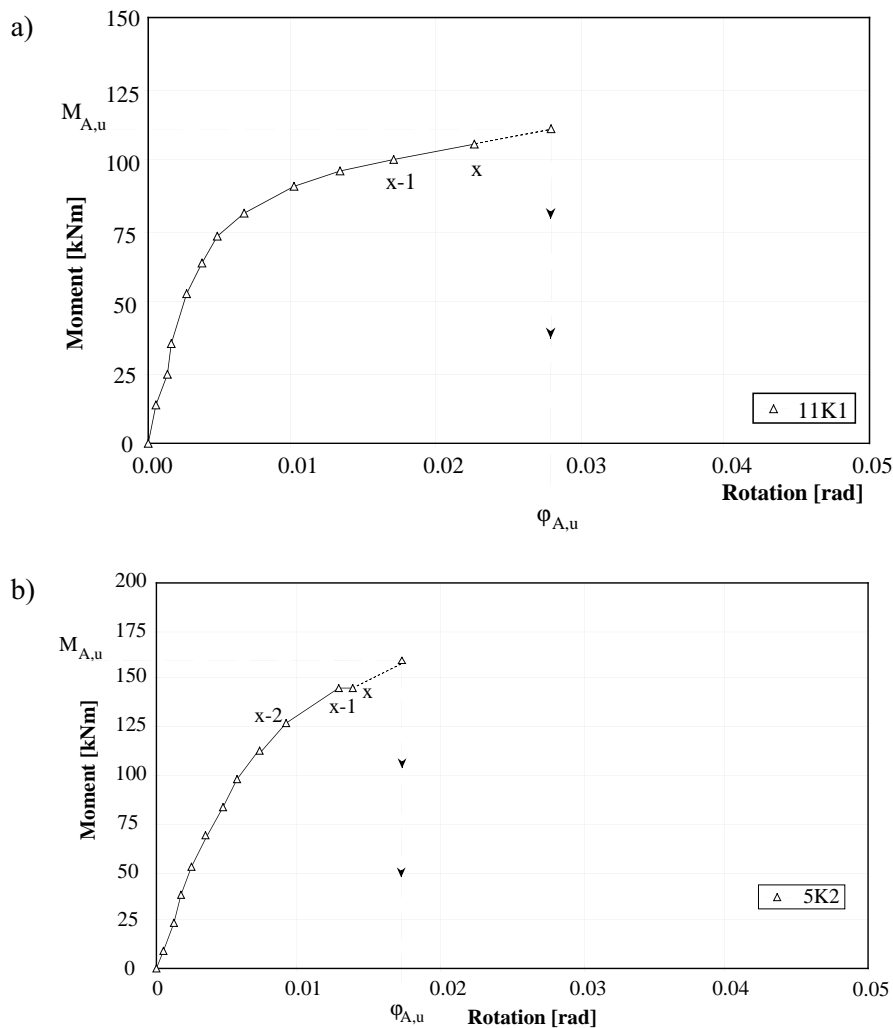 a)
150
125
M_A,u
100
75
50
25
0
Moment [kNm]
x-1
x
11K1
0.00 0.01 0.02 0.03 0.04 0.05
Rotation [rad]
φ_A,u
b)
200
175
M_A,u
150
125
100
75
50
25
0
Moment [kNm]
x-2
x-1
x
5K2
0 0.01 0.02 0.03 0.04 0.05
φ_A,u Rotation [rad]